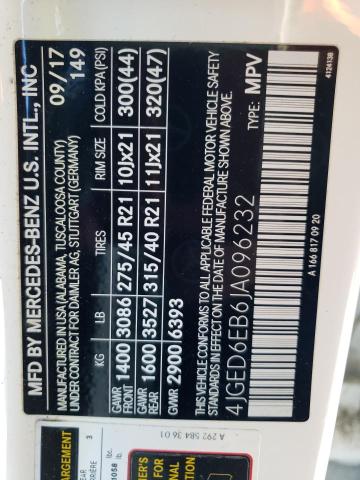 MFD BY MERCEDES-BENZ U.S. INTL., INC
MANUFACTURED IN USA (ALABAMA, TUSCALOOSA COUNTY)
UNDER CONTRACT FOR DAIMLER AG, STUTTGART (GERMANY)
09/17
149
KG LB TIRES RIM SIZE COLD KPA (PSI)
GAWR FRONT 1400 3086 275/45 R21 10Jx21 300(44)
GAWR REAR 1600 3527 315/40 R21 11Jx21 320(47)
GVWR 2900 6393
THIS VEHICLE CONFORMS TO ALL APPLICABLE FEDERAL MOTOR VEHICLE SAFETY
STANDARDS IN EFFECT ON THE DATE OF MANUFACTURE SHOWN ABOVE.
4JGED6EB6JA096232
TYPE: MPV
A 166 817 09 20
412413B
A 292 584 36 01
3
1058 lb.